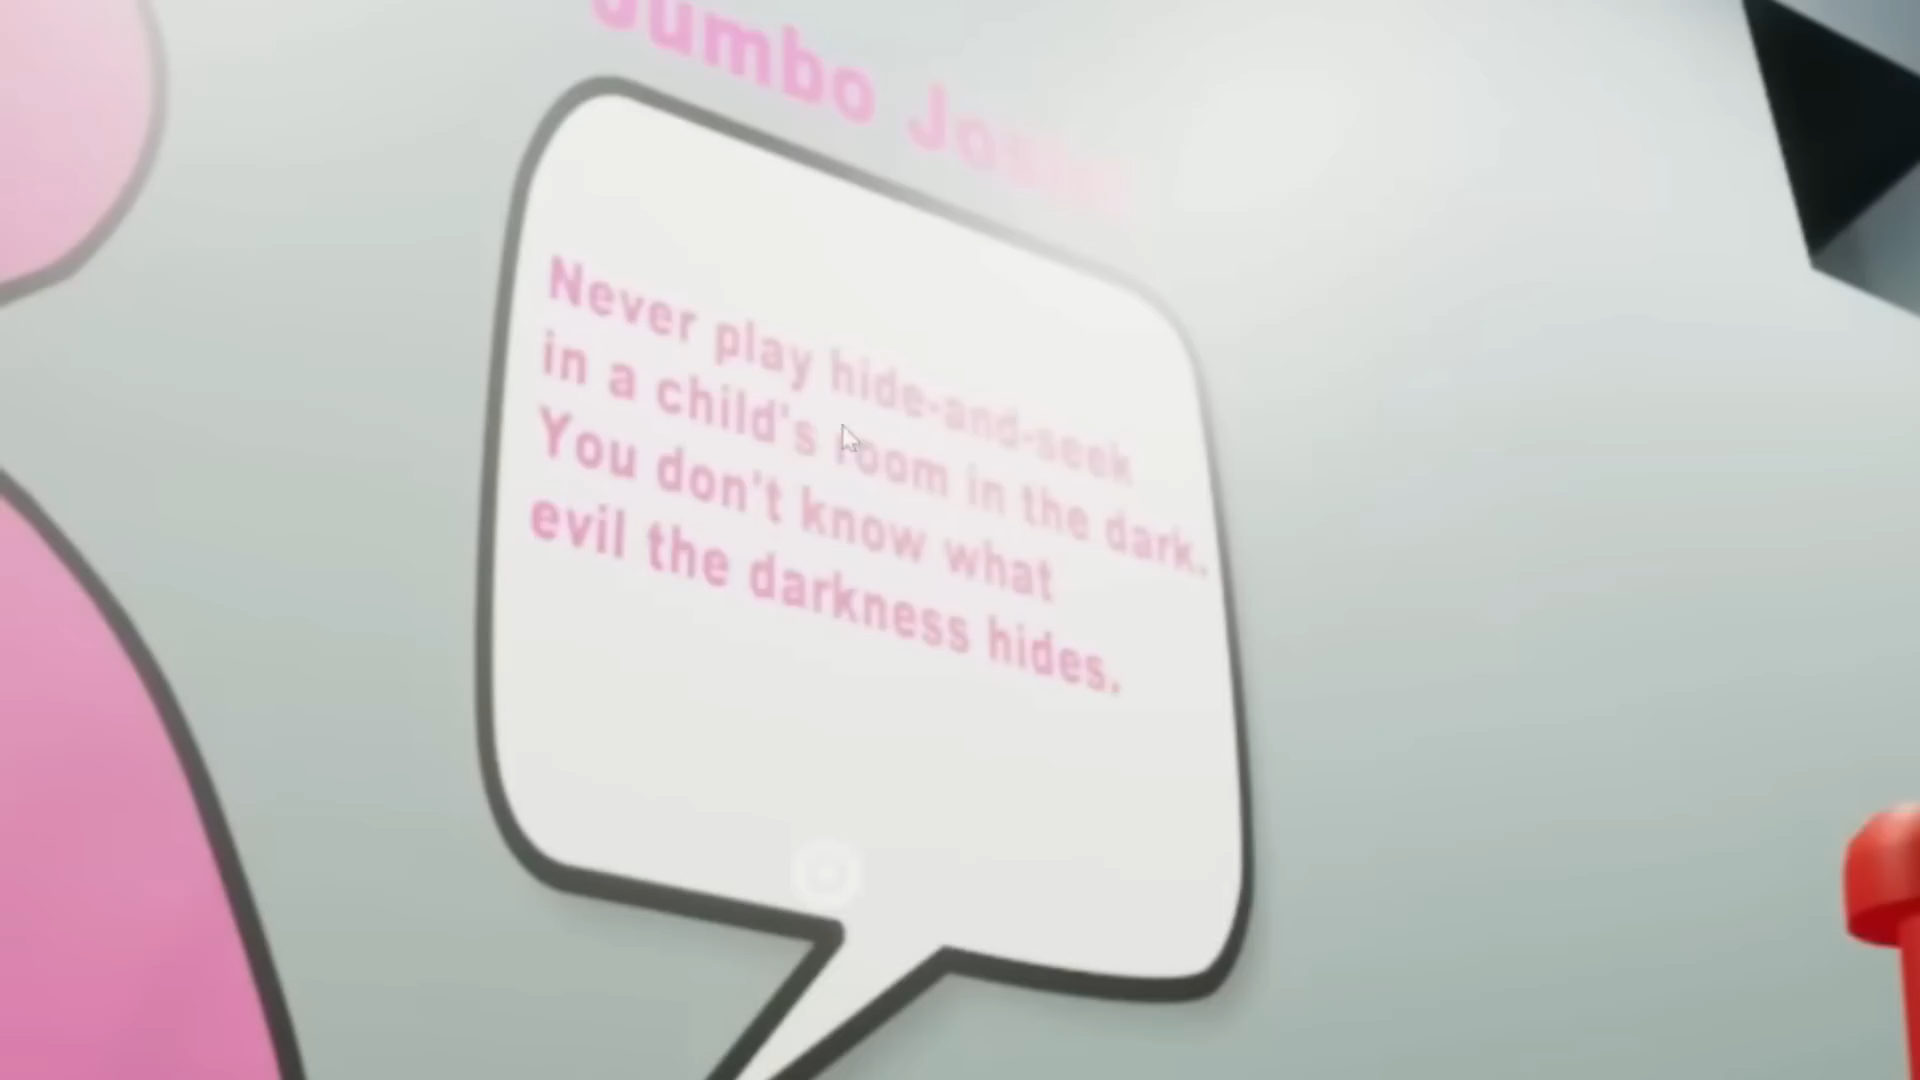 Jumbo Josh
Never play hide-and-seek
in a child's room in the dark.
You don't know what
evil the darkness hides.